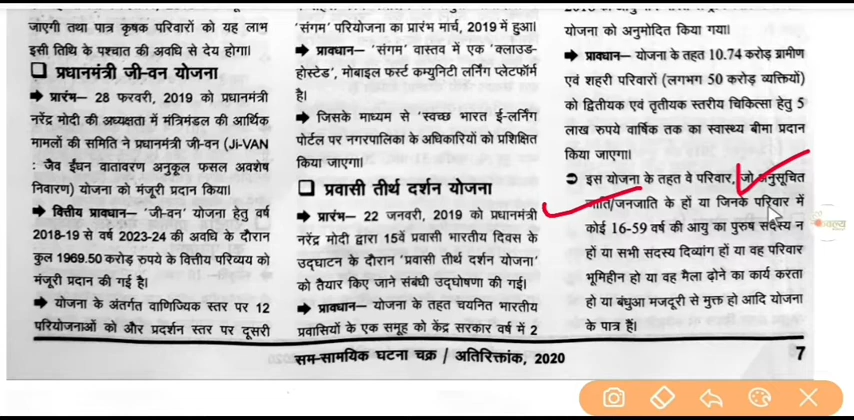 जाएगी तथा पात्र कृषक परिवारों को यह लाभ
इसी तिथि के पश्चात की अवधि से देय होगा।
❑ प्रधानमंत्री जी-वन योजना
➡ प्रारंभ– 28 फरवरी, 2019 को प्रधानमंत्री
नरेंद्र मोदी की अध्यक्षता में मंत्रिमंडल की आर्थिक
मामलों की समिति ने प्रधानमंत्री जी-वन (Ji-VAN
: जैव ईंधन वातावरण अनुकूल फसल अवशेष
निवारण) योजना को मंजूरी प्रदान किया।
➡ वित्तीय प्रावधान– 'जी-वन' योजना हेतु वर्ष
2018-19 से वर्ष 2023-24 की अवधि के दौरान
कुल 1969.50 करोड़ रुपये के वित्तीय परिव्यय को
मंजूरी प्रदान की गई है।
➡ योजना के अंतर्गत वाणिज्यिक स्तर पर 12
परियोजनाओं को और प्रदर्शन स्तर पर दूसरी
'संगम' परियोजना का प्रारंभ मार्च, 2019 में हुआ।
➡ प्रावधान– 'संगम' वास्तव में एक 'क्लाउड-
होस्टेड', मोबाइल फर्स्ट कम्युनिटी लर्निंग प्लेटफॉर्म
है।
➡ जिसके माध्यम से 'स्वच्छ भारत ई-लर्निंग
पोर्टल पर नगरपालिका के अधिकारियों को प्रशिक्षित
किया जाएगा।
❑ प्रवासी तीर्थ दर्शन योजना
➡ प्रारंभ– 22 जनवरी, 2019 को प्रधानमंत्री
नरेंद्र मोदी द्वारा 15वें प्रवासी भारतीय दिवस के
उद्घाटन के दौरान 'प्रवासी तीर्थ दर्शन योजना'
को तैयार किए जाने संबंधी उद्घोषणा की गई।
➡ प्रावधान– योजना के तहत चयनित भारतीय
प्रवासियों के एक समूह को केंद्र सरकार वर्ष में 2
योजना को अनुमोदित किया गया।
➡ प्रावधान– योजना के तहत 10.74 करोड़ ग्रामीण
एवं शहरी परिवारों (लगभग 50 करोड़ व्यक्तियों)
को द्वितीयक एवं तृतीयक स्तरीय चिकित्सा हेतु 5
लाख रुपये वार्षिक तक का स्वास्थ्य बीमा प्रदान
किया जाएगा।
➲ इस योजना के तहत वे परिवार, जो अनुसूचित
जाति/जनजाति के हों या जिनके परिवार में
कोई 16-59 वर्ष की आयु का पुरुष सदस्य न
हों या सभी सदस्य दिव्यांग हों या वह परिवार
भूमिहीन हो या वह मैला ढोने का कार्य करता
हो या बंधुआ मजदूरी से मुक्त हो आदि योजना
के पात्र हैं।
सम-सामयिक घटना चक्र / अतिरिक्तांक, 2020
7